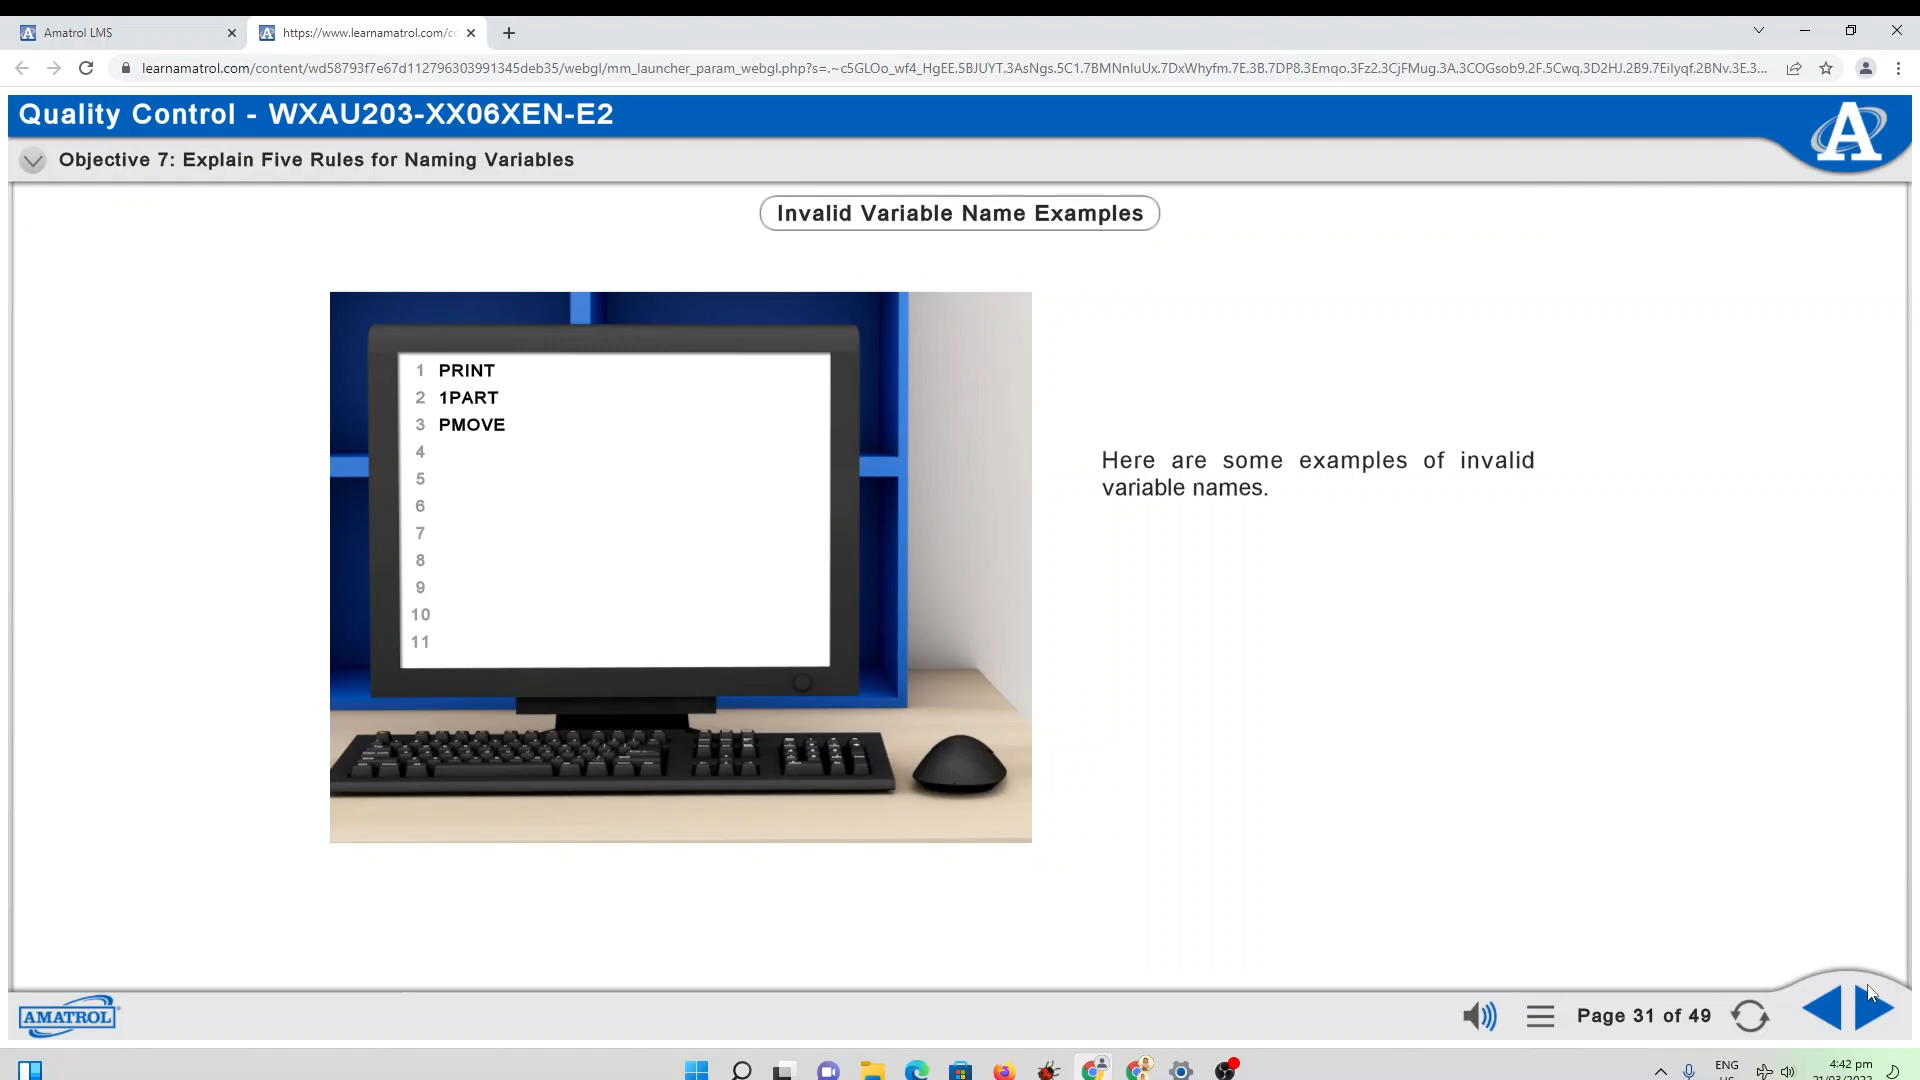 Amatrol LMS
https://www.learnamatrol.com/cc
learnamatrol.com/content/wd58793f7e67d112796303991345deb35/webgl/mm_launcher_param_webgl.php?s=.~c5GLOo_wf4_HgEE.5BJUYT.3AsNgs.5C1.7BMNnIuUx.7DxWhyfm.7E.3B.7DP8.3Emqo.3Fz2.3CjFMug.3A.3COGsob9.2F.5Cwq.3D2HJ.2B9.7EiIyqf.2BNv.3E.3...
Quality Control - WXAU203-XX06XEN-E2
A
Objective 7: Explain Five Rules for Naming Variables
Invalid Variable Name Examples
1 PRINT
2 1PART
3 PMOVE
4
5
6
7
8
9
10
11
Here are some examples of invalid
variable names.
AMATROL
Page 31 of 49
ENG
4:42 pm